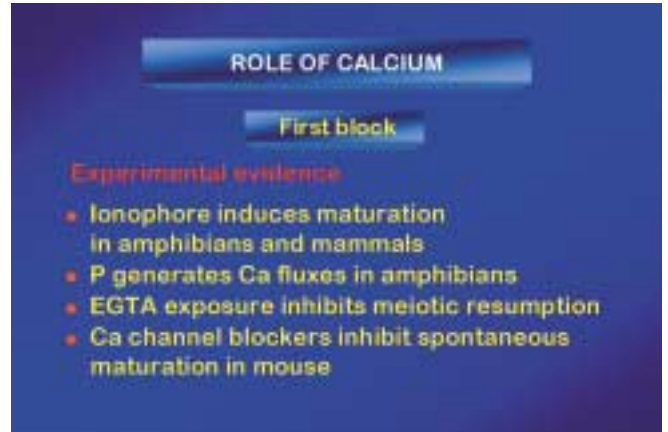 ROLE OF CALCIUM
First block
Experimental evidence
Ionophore induces maturation
in amphibians and mammals
P generates Ca fluxes in amphibians
EGTA exposure inhibits meiotic resumption
Ca channel blockers inhibit spontaneous
maturation in mouse